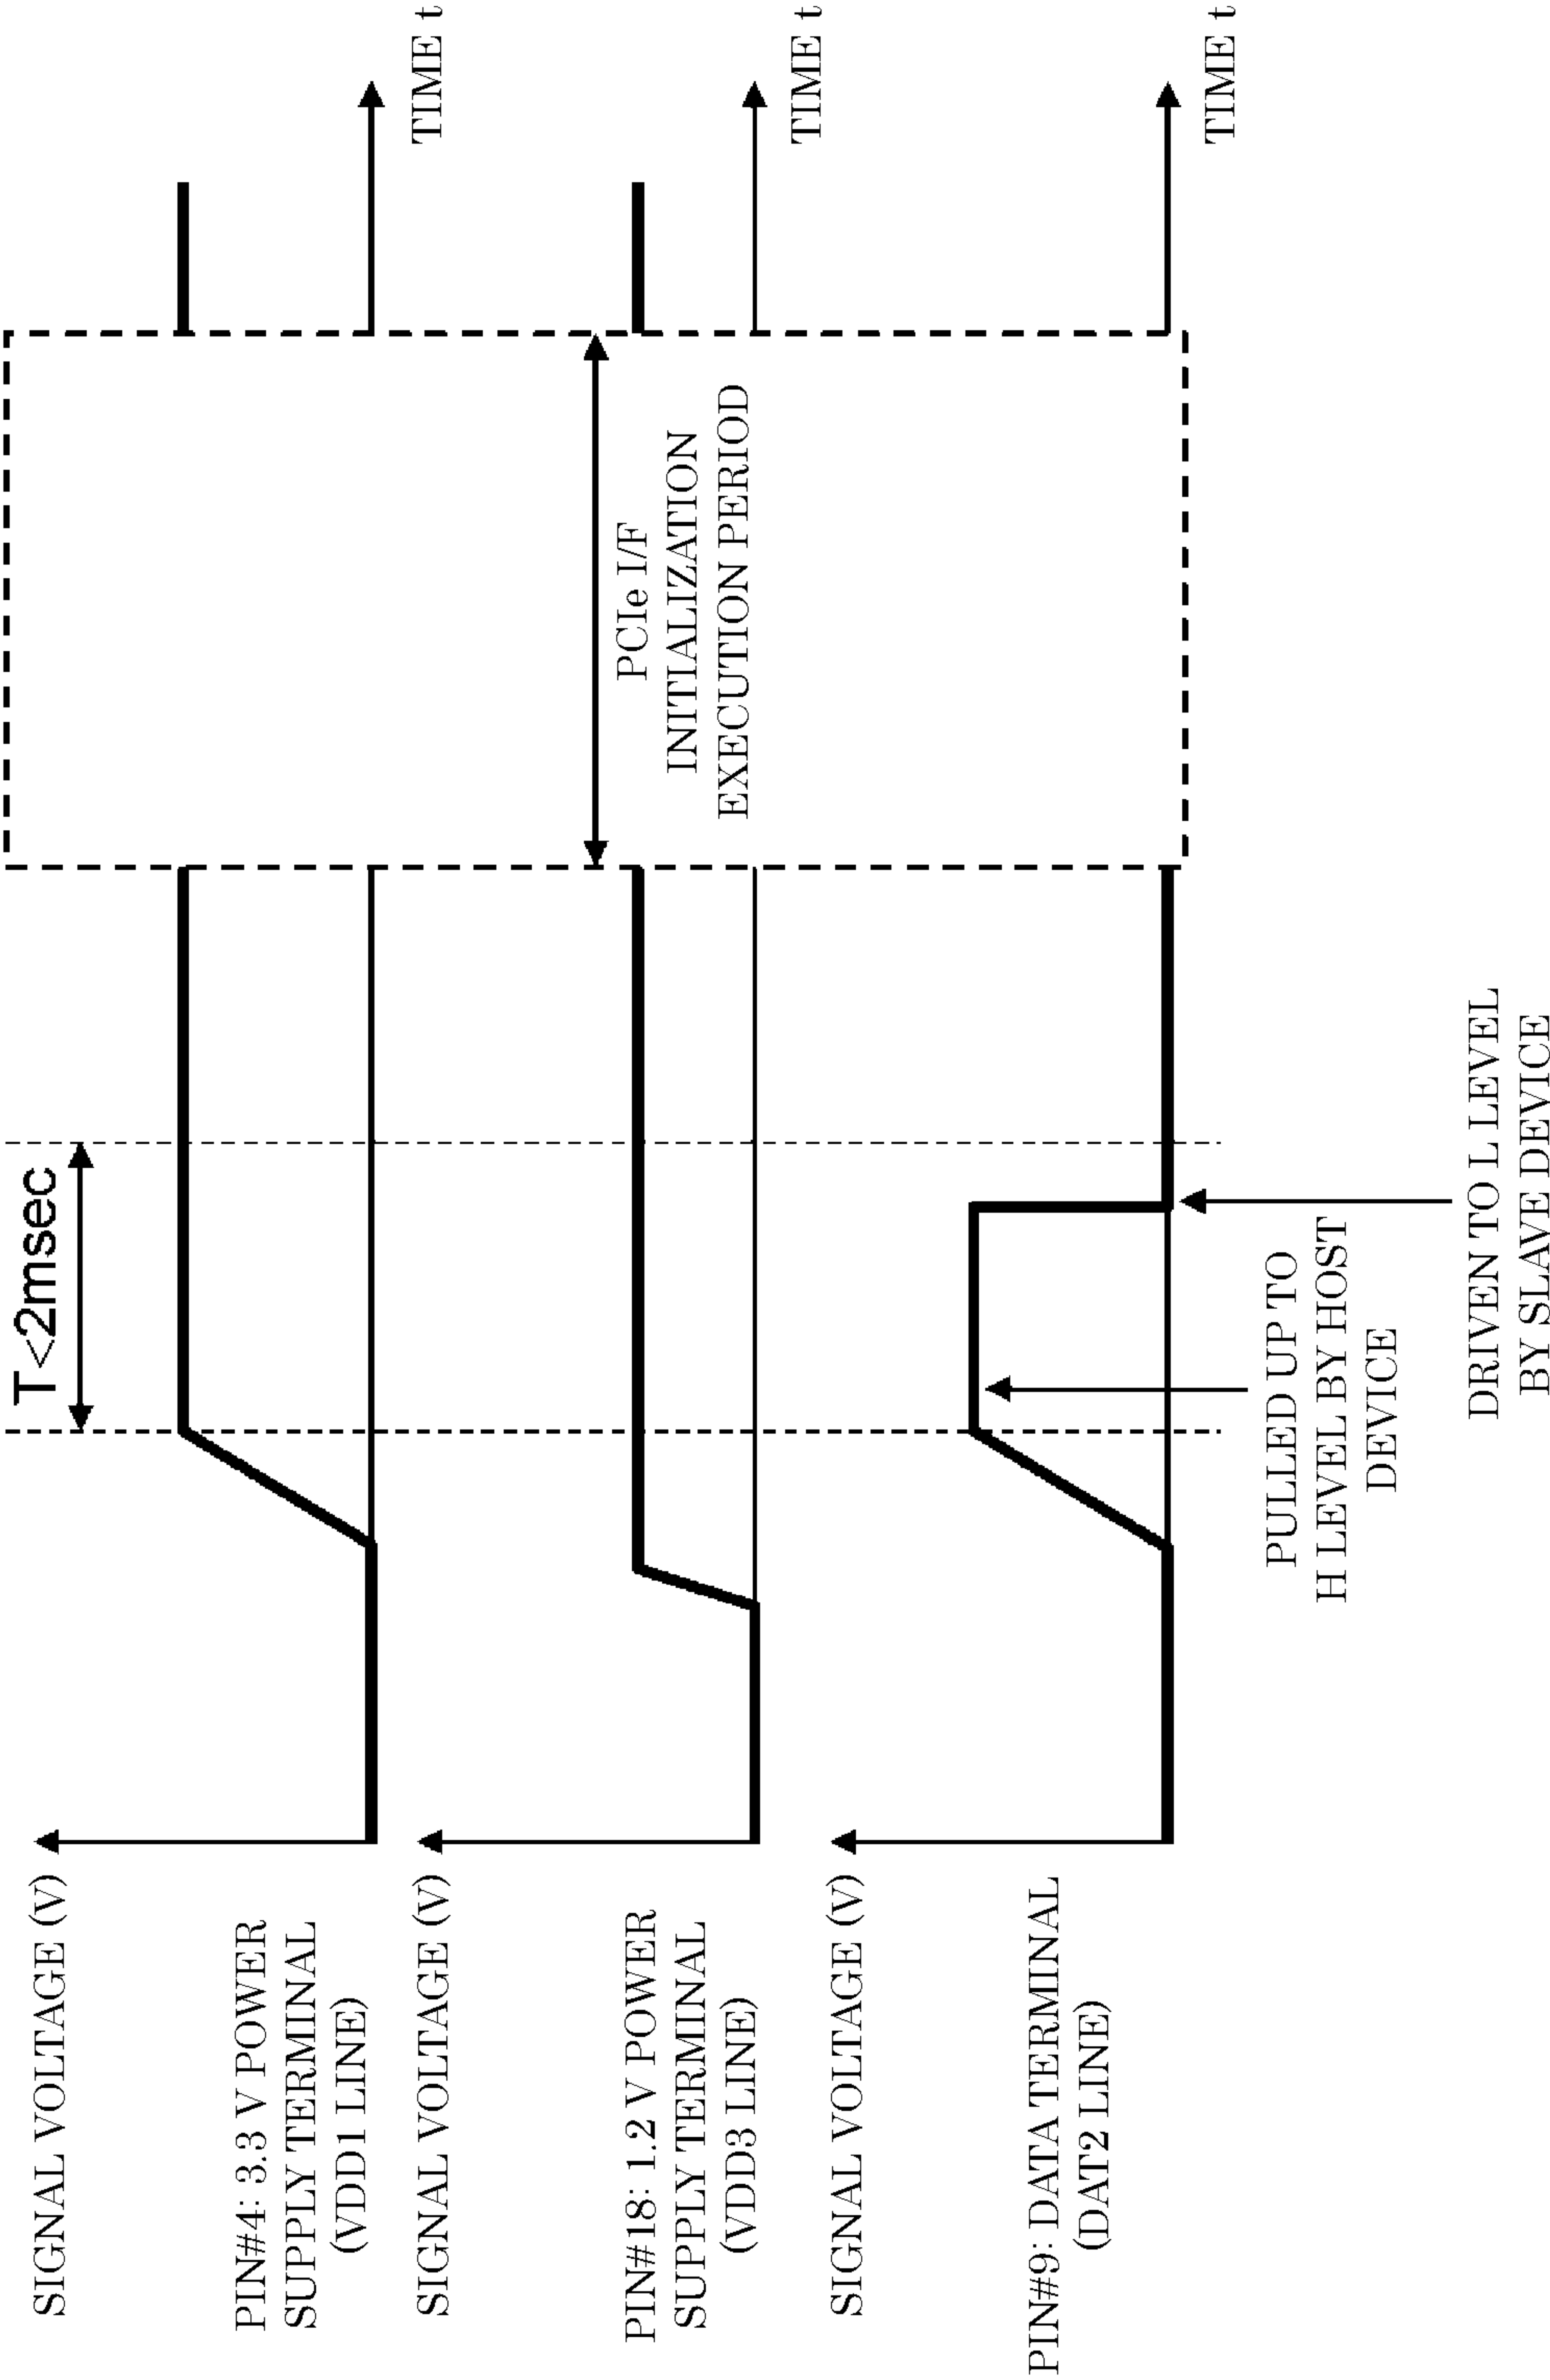 T<2msec
SIGNAL VOLTAGE (V)
PIN#4: 3.3 V POWER
SUPPLY TERMINAL
(VDD1 LINE)
TIME t
SIGNAL VOLTAGE (V)
PIN#18: 1.2 V POWER
SUPPLY TERMINAL
(VDD3 LINE)
PCIe I/F
INITIALIZATION
EXECUTION PERIOD
TIME t
SIGNAL VOLTAGE (V)
PIN#9: DATA TERMINAL
(DAT2 LINE)
TIME t
PULLED UP TO
H LEVEL BY HOST
DEVICE
DRIVEN TO L LEVEL
BY SLAVE DEVICE